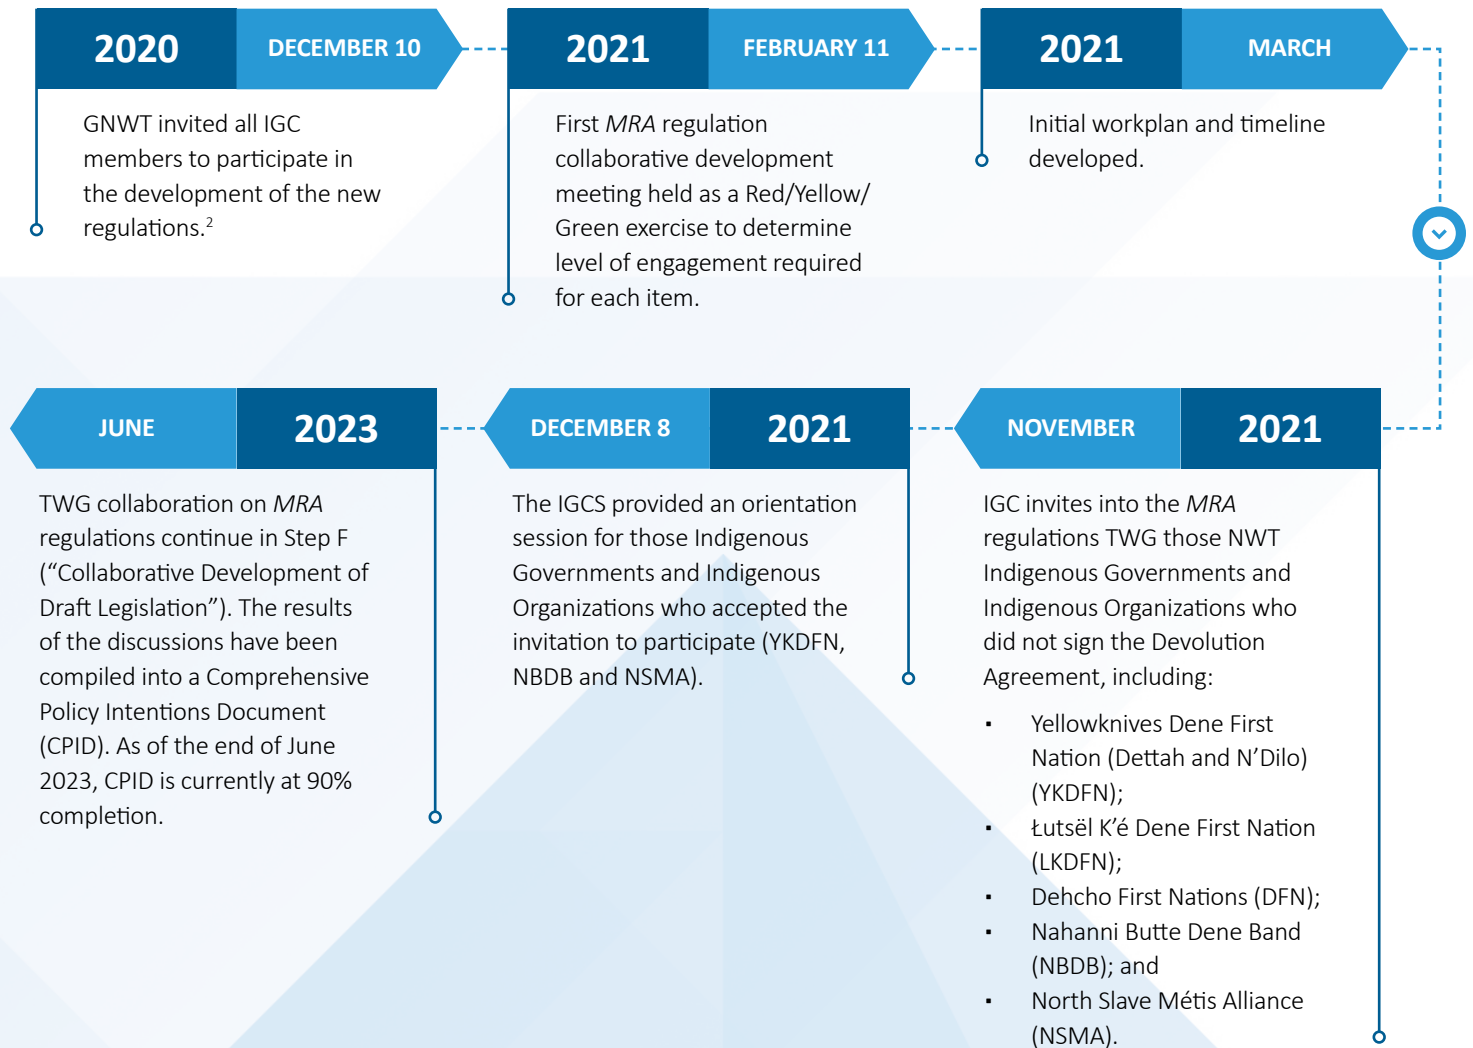 2020 DECEMBER 10
GNWT invited all IGC
members to participate in
the development of the new
regulations.2
2021 FEBRUARY 11
First MRA regulation
collaborative development
meeting held as a Red/Yellow/
Green exercise to determine
level of engagement required
for each item.
2021 MARCH
Initial workplan and timeline
developed.
NOVEMBER 2021
IGC invites into the MRA
regulations TWG those NWT
Indigenous Governments and
Indigenous Organizations who
did not sign the Devolution
Agreement, including:
▪ Yellowknives Dene First
Nation (Dettah and N’Dilo)
(YKDFN);
▪ Łutsël K’é Dene First Nation
(LKDFN);
▪ Dehcho First Nations (DFN);
▪ Nahanni Butte Dene Band
(NBDB); and
▪ North Slave Métis Alliance
(NSMA).
DECEMBER 8 2021
The IGCS provided an orientation
session for those Indigenous
Governments and Indigenous
Organizations who accepted the
invitation to participate (YKDFN,
NBDB and NSMA).
JUNE 2023
TWG collaboration on MRA
regulations continue in Step F
(“Collaborative Development of
Draft Legislation”). The results
of the discussions have been
compiled into a Comprehensive
Policy Intentions Document
(CPID). As of the end of June
2023, CPID is currently at 90%
completion.